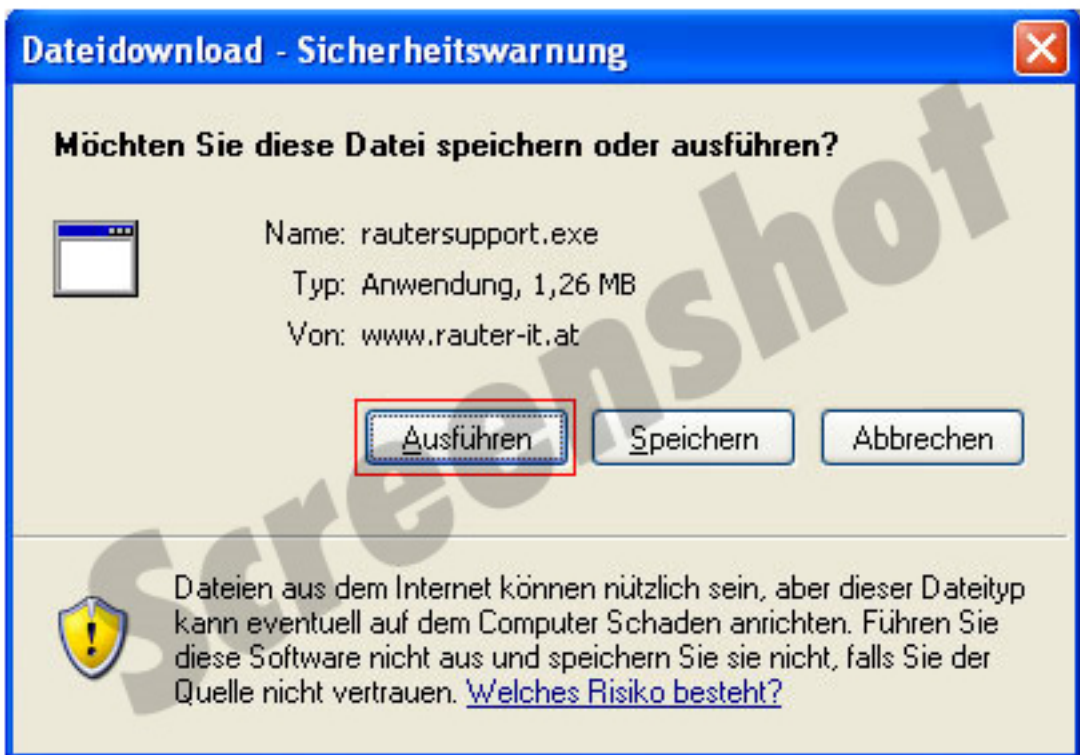 Dateidownload - Sicherheitswarnung
Möchten Sie diese Datei speichern oder ausführen?
Name: rautersupport.exe
Typ: Anwendung, 1,26 MB
Von: www.rauter-it.at
Ausführen Speichern Abbrechen
Screenshot
Dateien aus dem Internet können nützlich sein, aber dieser Dateityp
kann eventuell auf dem Computer Schaden anrichten. Führen Sie
diese Software nicht aus und speichern Sie sie nicht, falls Sie der
Quelle nicht vertrauen. Welches Risiko besteht?